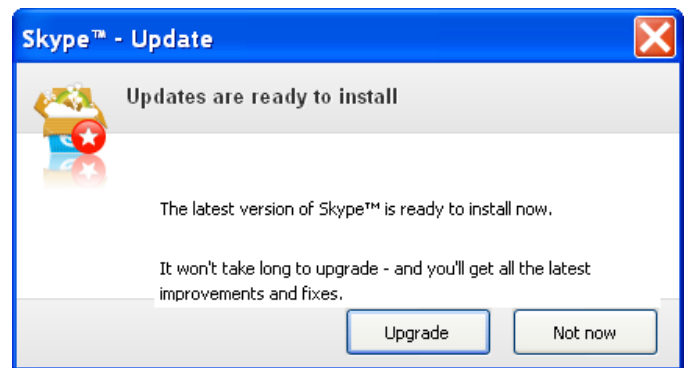 Skype™ - Update
Updates are ready to install
The latest version of Skype™ is ready to install now.
It won't take long to upgrade - and you'll get all the latest
improvements and fixes.
Upgrade
Not now